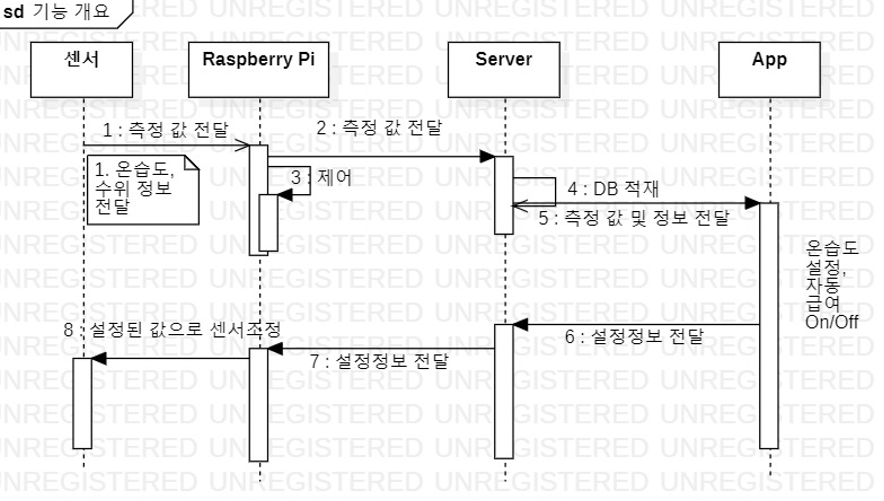 sd 기능 개요
센서
Raspberry Pi
Server
App
1 : 측정 값 전달
2 : 측정 값 전달
1. 온습도,
수위 정보
전달
3 : 제어
4 : DB 적재
5 : 측정 값 및 정보 전달
온습도
설정,
자동
급여
On/Off
6 : 설정정보 전달
7 : 설정정보 전달
8 : 설정된 값으로 센서조정
UNREGISTERED